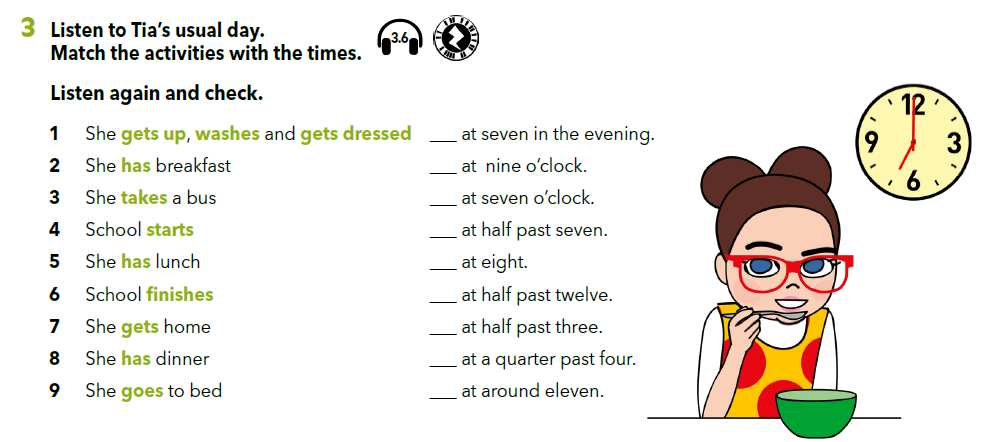 3 Listen to Tia's usual day.
Match the activities with the times.
3.6
Listen again and check.
1 She gets up, washes and gets dressed ___ at seven in the evening.
2 She has breakfast ___ at nine o'clock.
3 She takes a bus ___ at seven o'clock.
4 School starts ___ at half past seven.
5 She has lunch ___ at eight.
6 School finishes ___ at half past twelve.
7 She gets home ___ at half past three.
8 She has dinner ___ at a quarter past four.
9 She goes to bed ___ at around eleven.
12
9 3
6